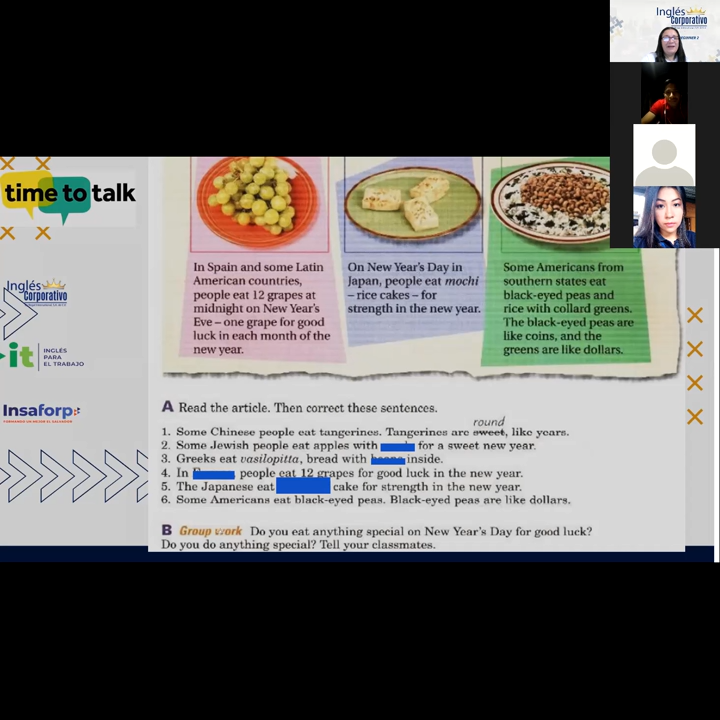 Inglés
Corporativo
time to talk
Inglés
Corporativo
it INGLÉS
PARA
EL TRABAJO
Insaforp
In Spain and some Latin
American countries,
people eat 12 grapes at
midnight on New Year's
Eve – one grape for good
luck in each month of the
new year.
On New Year's Day in
Japan, people eat mochi
– rice cakes – for
strength in the new year.
Some Americans from
southern states eat
black-eyed peas and
rice with collard greens.
The black-eyed peas are
like coins, and the
greens are like dollars.
A Read the article. Then correct these sentences.
round
1. Some Chinese people eat tangerines. Tangerines are sweet, like years.
2. Some Jewish people eat apples with for a sweet new year.
3. Greeks eat vasilopitta, bread with inside.
4. In people eat 12 grapes for good luck in the new year.
5. The Japanese eat cake for strength in the new year.
6. Some Americans eat black-eyed peas. Black-eyed peas are like dollars.
B Group work Do you eat anything special on New Year's Day for good luck?
Do you do anything special? Tell your classmates.